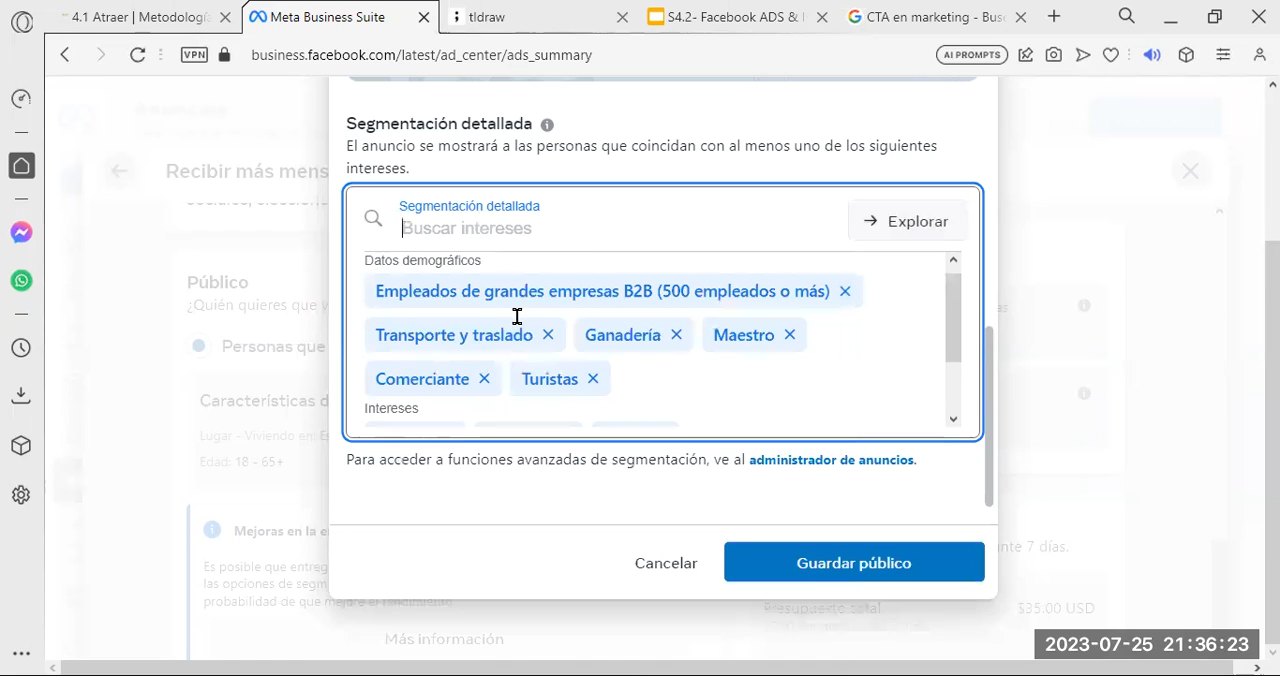 4.1 Atraer | Metodología
Meta Business Suite
tldraw
S4.2- Facebook ADS &
CTA en marketing - Bus
VPN
business.facebook.com/latest/ad_center/ads_summary
AI PROMPTS
Recibir más mens
Segmentación detallada
El anuncio se mostrará a las personas que coincidan con al menos uno de los siguientes
intereses.
Segmentación detallada
Buscar intereses
Explorar
Datos demográficos
Empleados de grandes empresas B2B (500 empleados o más)
Transporte y traslado
Ganadería
Maestro
Comerciante
Turistas
Intereses
Para acceder a funciones avanzadas de segmentación, ve al administrador de anuncios.
Cancelar
Guardar público
Público
¿Quién quieres que v
Personas que
Características d
Lugar - Viviendo en: Es
Edad: 18 - 65+
Mejoras en la e
Es posible que entreg
las opciones de segm
probabilidad de que mejore el rendimiento
Más información
nte 7 días.
Presupuesto total
$35.00 USD
2023-07-25 21:36:23